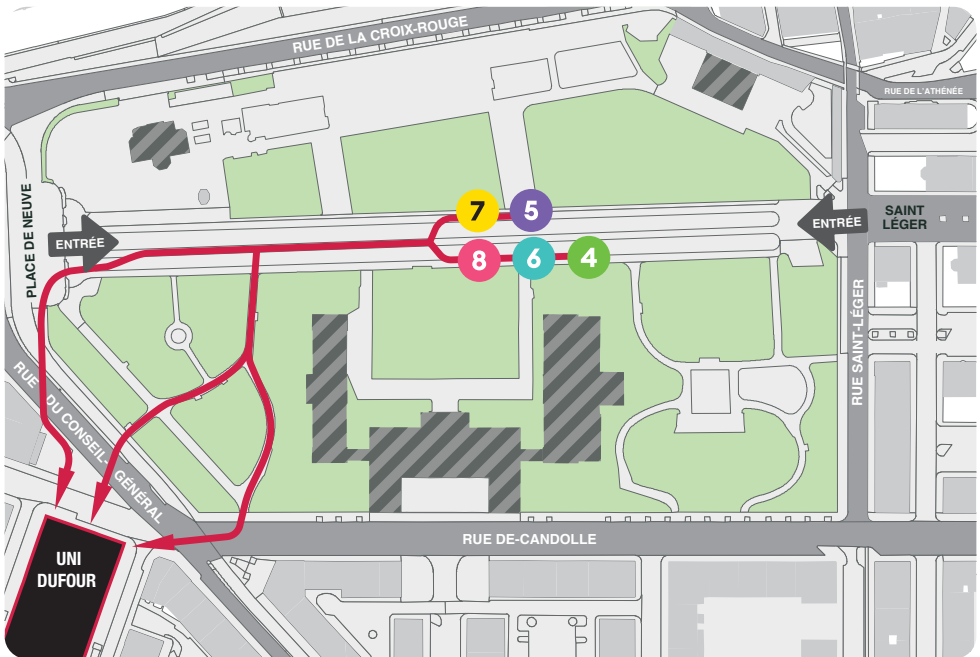 RUE DE LA CROIX-ROUGE
RUE DE L'ATHÉNÉE
PLACE DE NEUVE
ENTRÉE
7
5
ENTRÉE
SAINT
LÉGER
8
6
4
RUE SAINT-LÉGER
RUE DU CONSEIL-GÉNÉRAL
RUE DE-CANDOLLE
UNI
DUFOUR